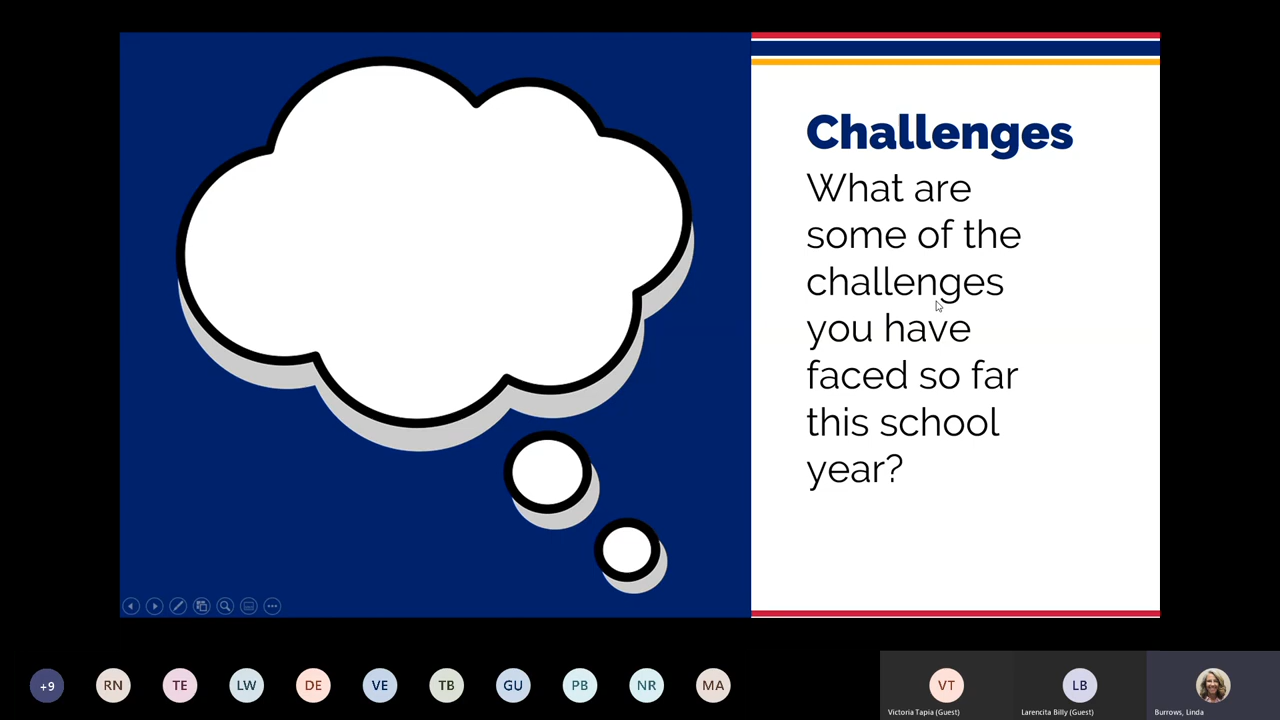 Challenges
What are
some of the
challenges
you have
faced so far
this school
year?
+9
RN
TE
LW
DE
VE
TB
GU
PB
NR
MA
VT
LB
Victoria Tapia (Guest)
Larencita Billy (Guest)
Burrows, Linda